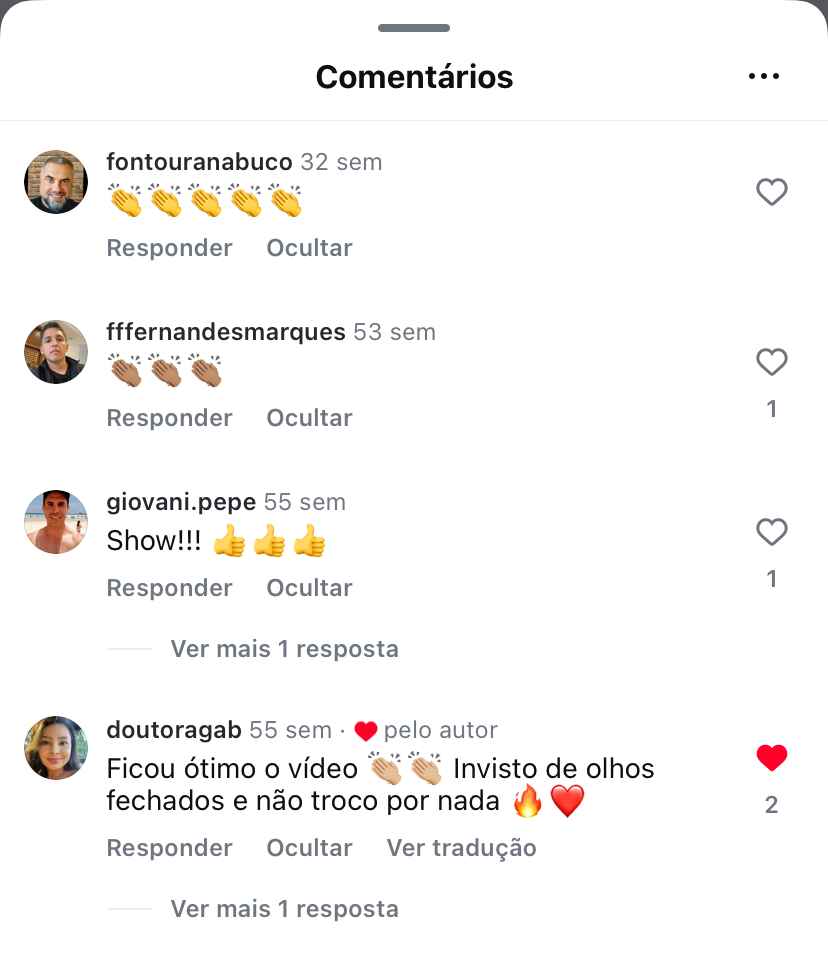 Comentários
fontouranabuco 32 sem
👏👏👏👏👏
Responder Ocultar
fffernandesmarques 53 sem
👏🏽👏🏽👏🏽
1
Responder Ocultar
giovani.pepe 55 sem
Show!!! 👍👍👍
1
Responder Ocultar
Ver mais 1 resposta
doutoragab 55 sem · ❤️ pelo autor
Ficou ótimo o vídeo 👏🏼👏🏼 Invisto de olhos
fechados e não troco por nada 🔥❤️
2
Responder Ocultar Ver tradução
Ver mais 1 resposta